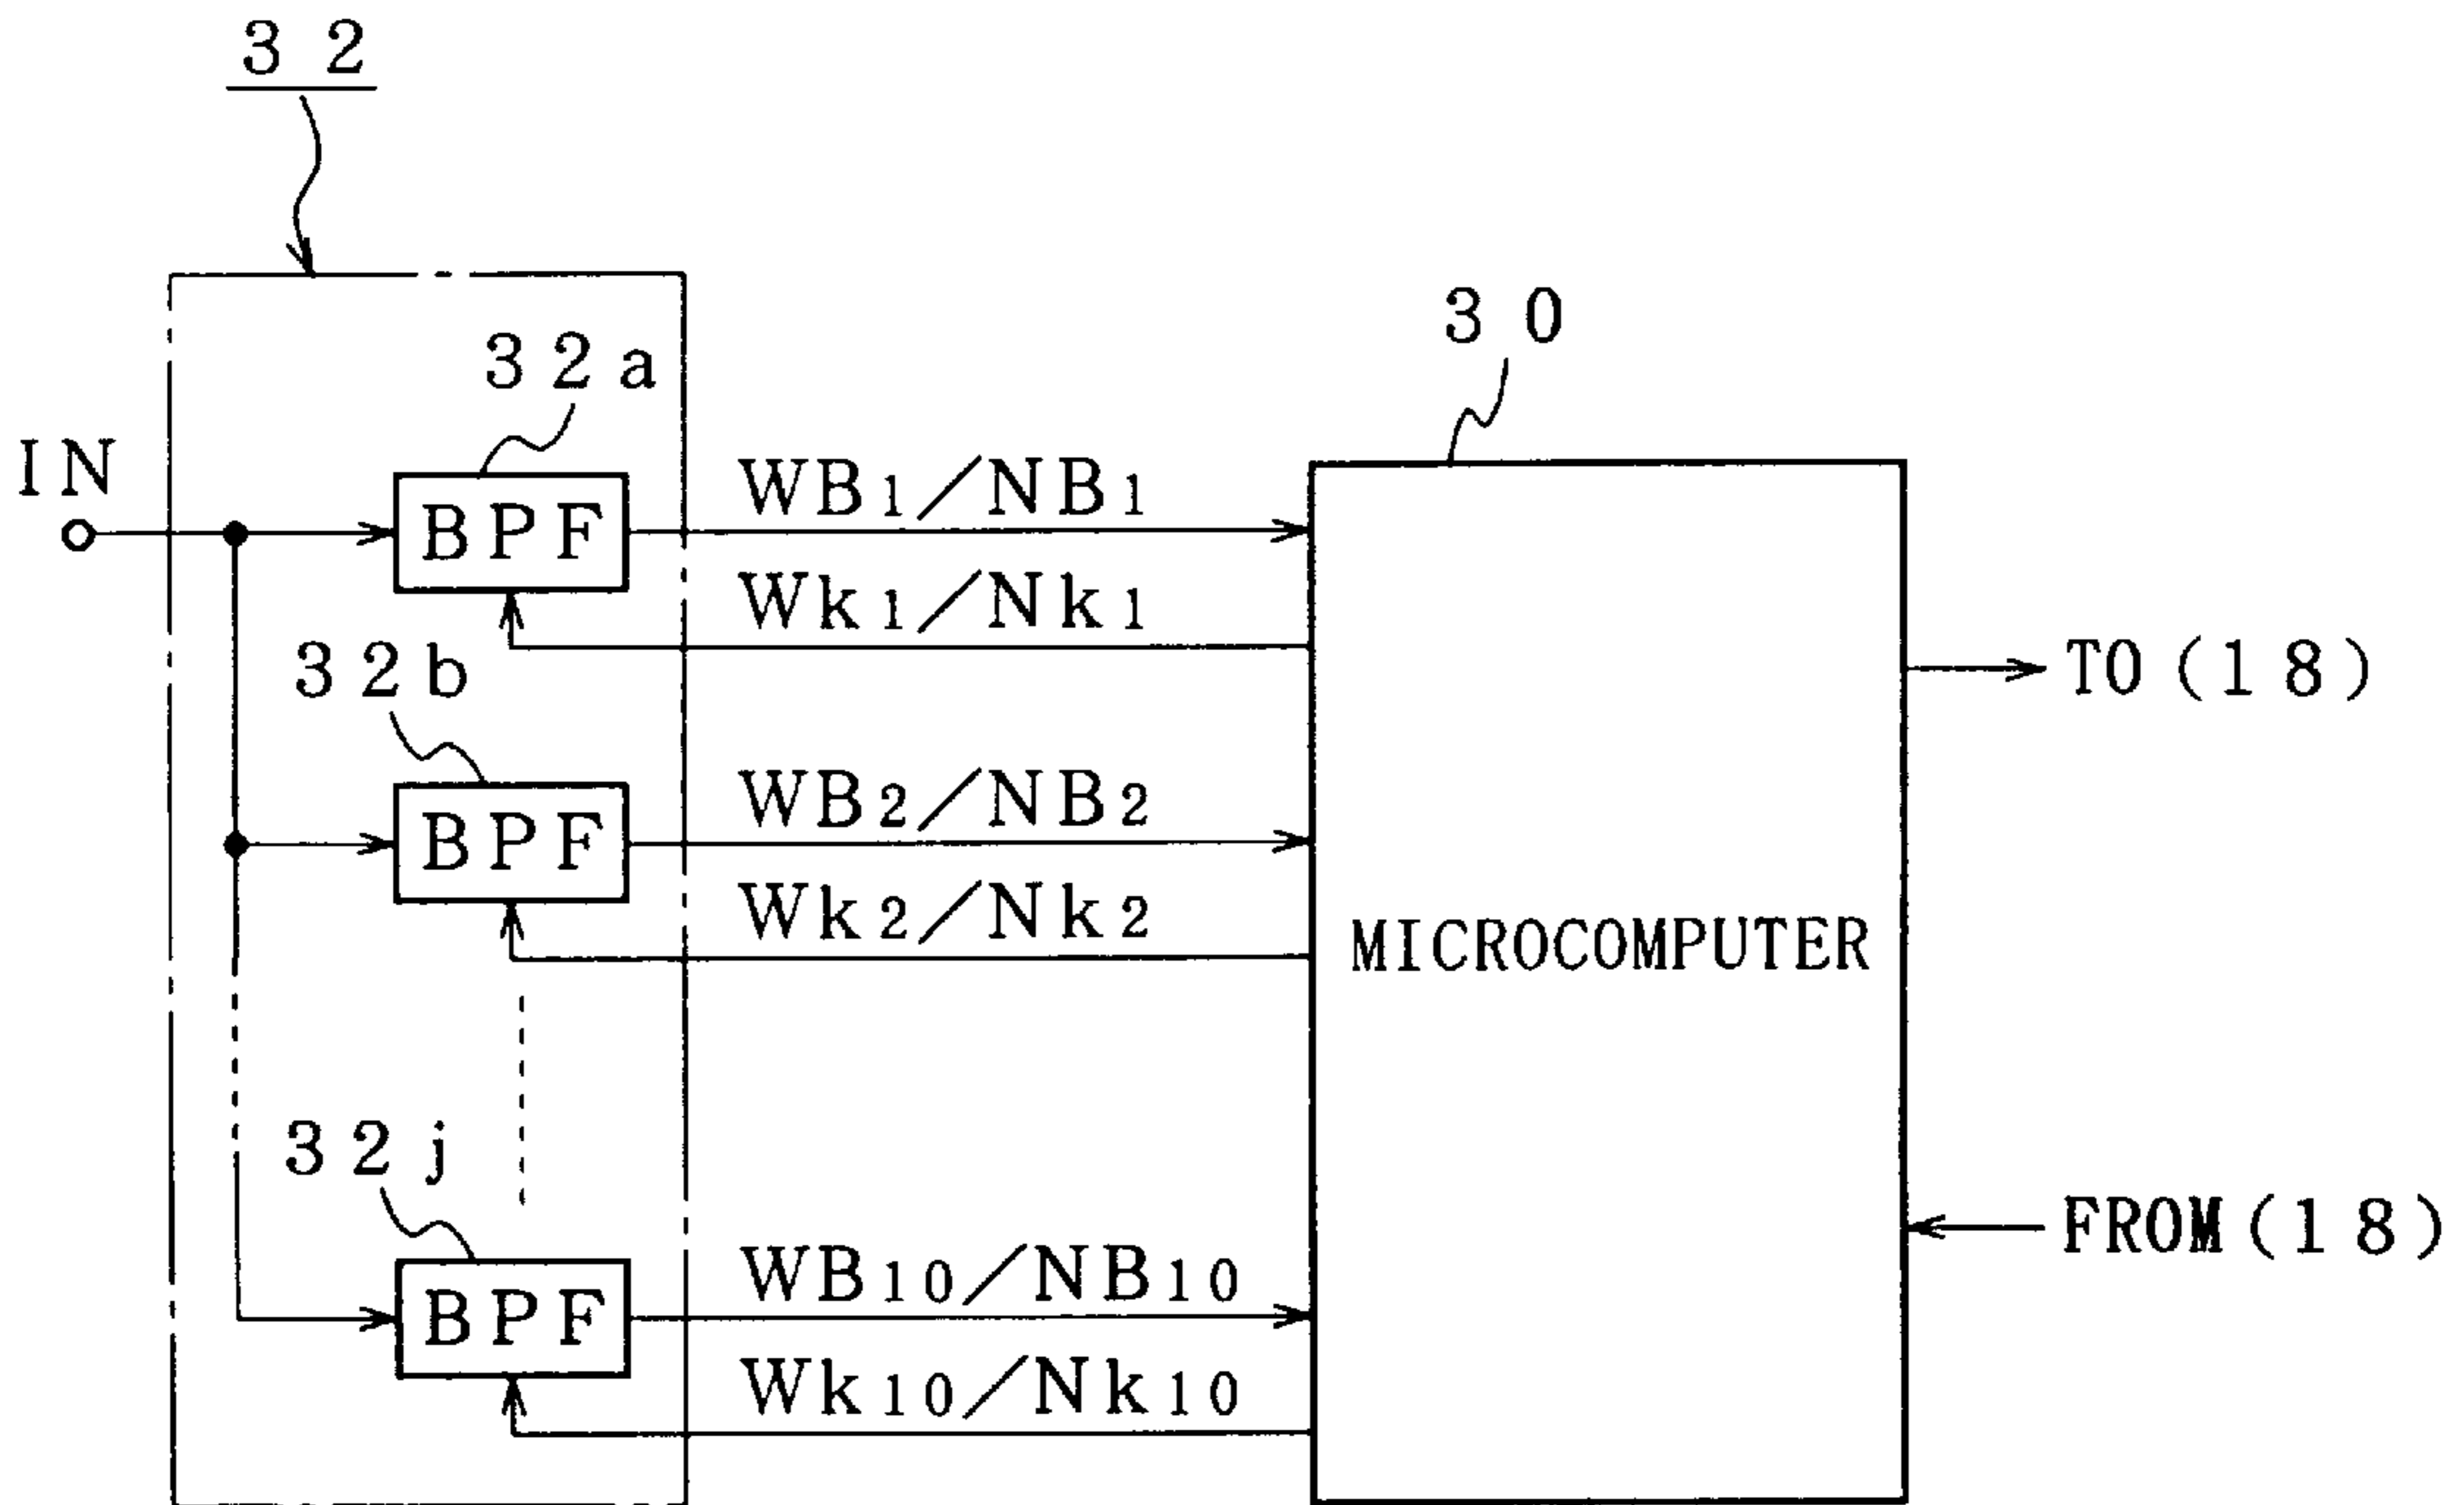 32
30
32a
IN
BPF
WB1/NB1
Wk1/Nk1
32b
TO(18)
BPF
WB2/NB2
Wk2/Nk2
MICROCOMPUTER
32j
FROM(18)
BPF
WB10/NB10
Wk10/Nk10